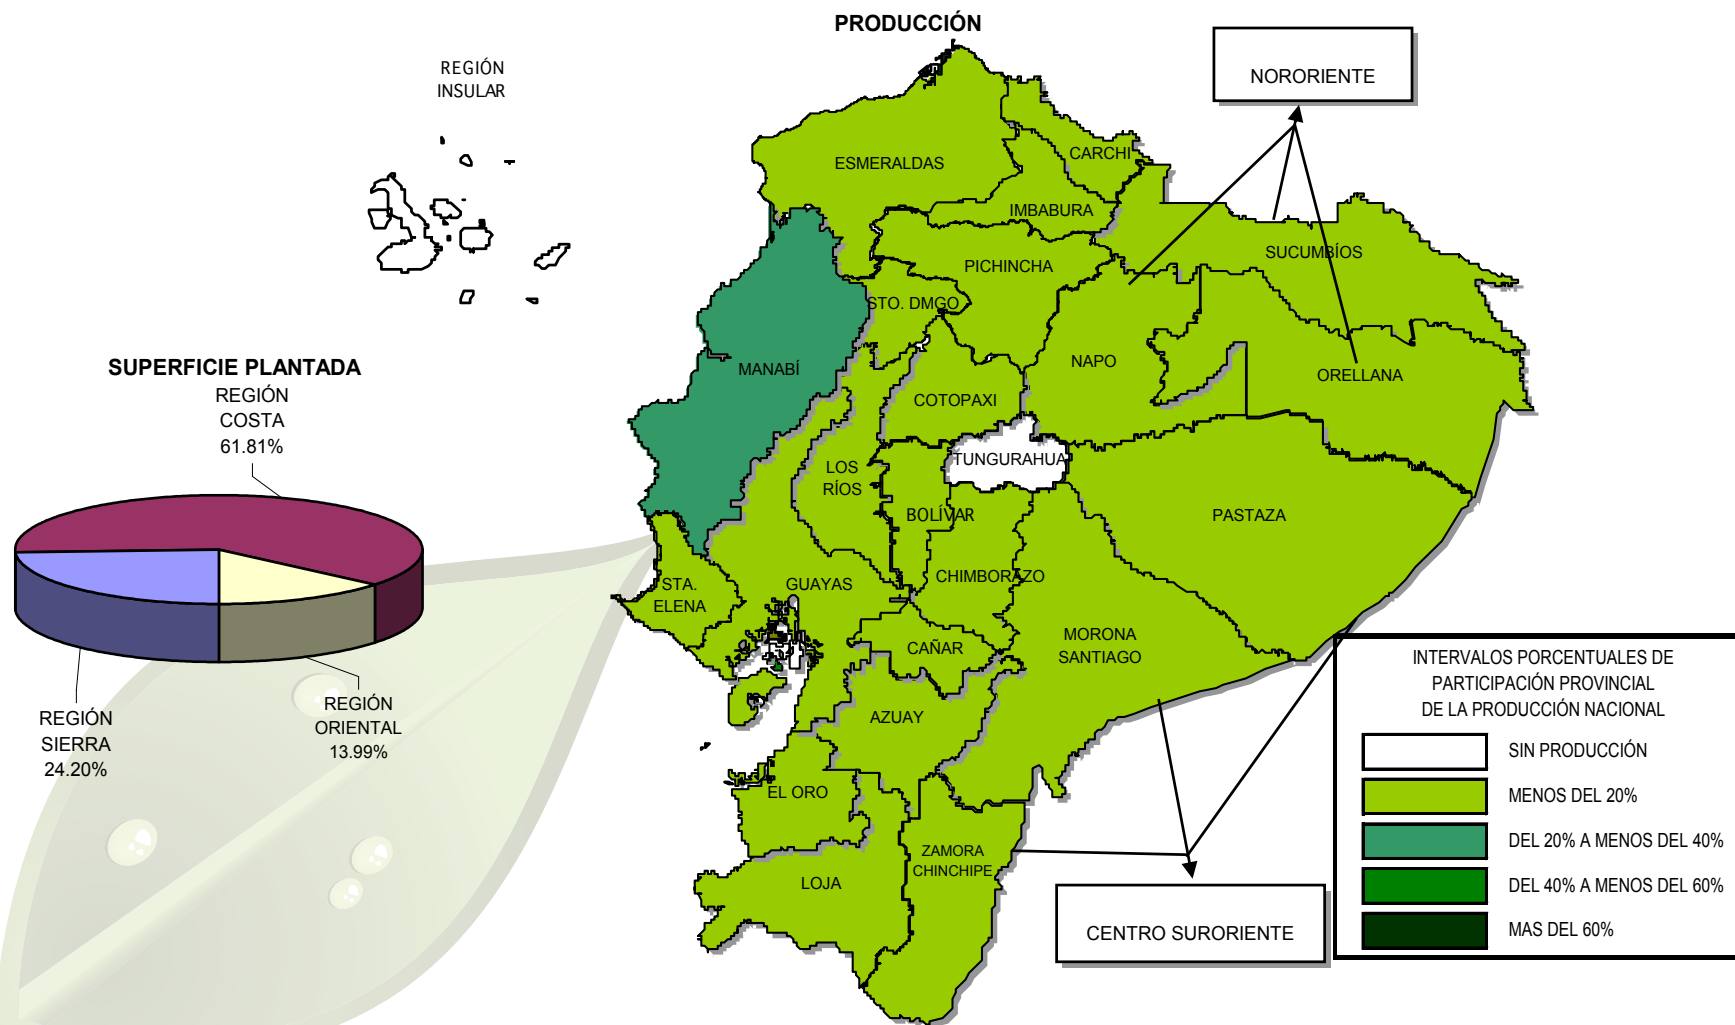 PRODUCCIÓN
REGIÓN
INSULAR
NORORIENTE
ESMERALDAS
CARCHI
IMBABURA
SUCUMBÍOS
PICHINCHA
STO. DMGO
MANABÍ
NAPO
ORELLANA
COTOPAXI
TUNGURAHUA
LOS
RÍOS
BOLÍVAR
PASTAZA
CHIMBORAZO
STA.
ELENA
GUAYAS
CAÑAR
MORONA
SANTIAGO
AZUAY
EL ORO
LOJA
ZAMORA
CHINCHIPE
CENTRO SURORIENTE
SUPERFICIE PLANTADA
REGIÓN
COSTA
61.81%
REGIÓN
SIERRA
24.20%
REGIÓN
ORIENTAL
13.99%
INTERVALOS PORCENTUALES DE
PARTICIPACIÓN PROVINCIAL
DE LA PRODUCCIÓN NACIONAL
SIN PRODUCCIÓN
MENOS DEL 20%
DEL 20% A MENOS DEL 40%
DEL 40% A MENOS DEL 60%
MAS DEL 60%